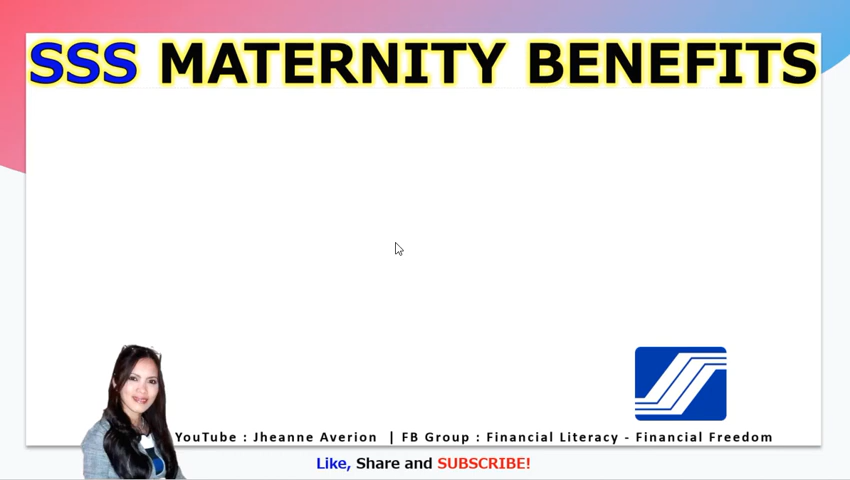 SSS MATERNITY BENEFITS
YouTube : Jheanne Averion | FB Group : Financial Literacy - Financial Freedom
Like, Share and SUBSCRIBE!